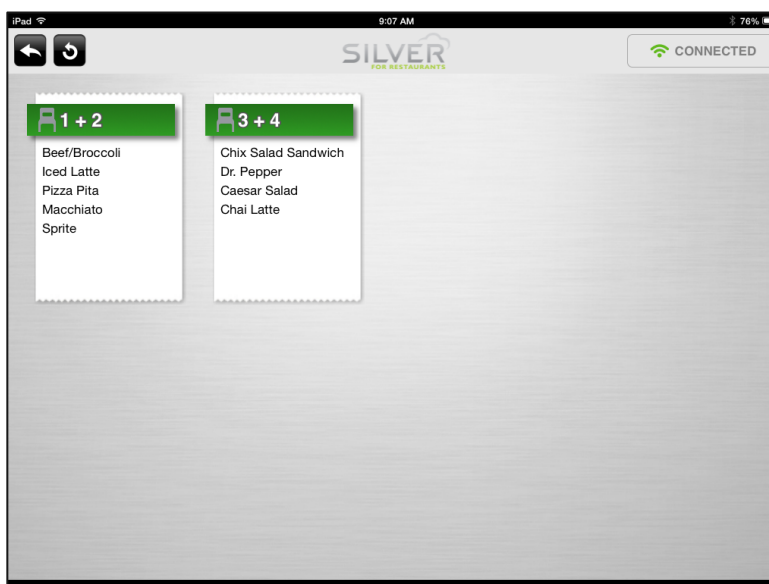 iPad
9:07 AM
76%
SILVER
FOR RESTAURANTS
CONNECTED
1 + 2
Beef/Broccoli
Iced Latte
Pizza Pita
Macchiato
Sprite
3 + 4
Chix Salad Sandwich
Dr. Pepper
Caesar Salad
Chai Latte